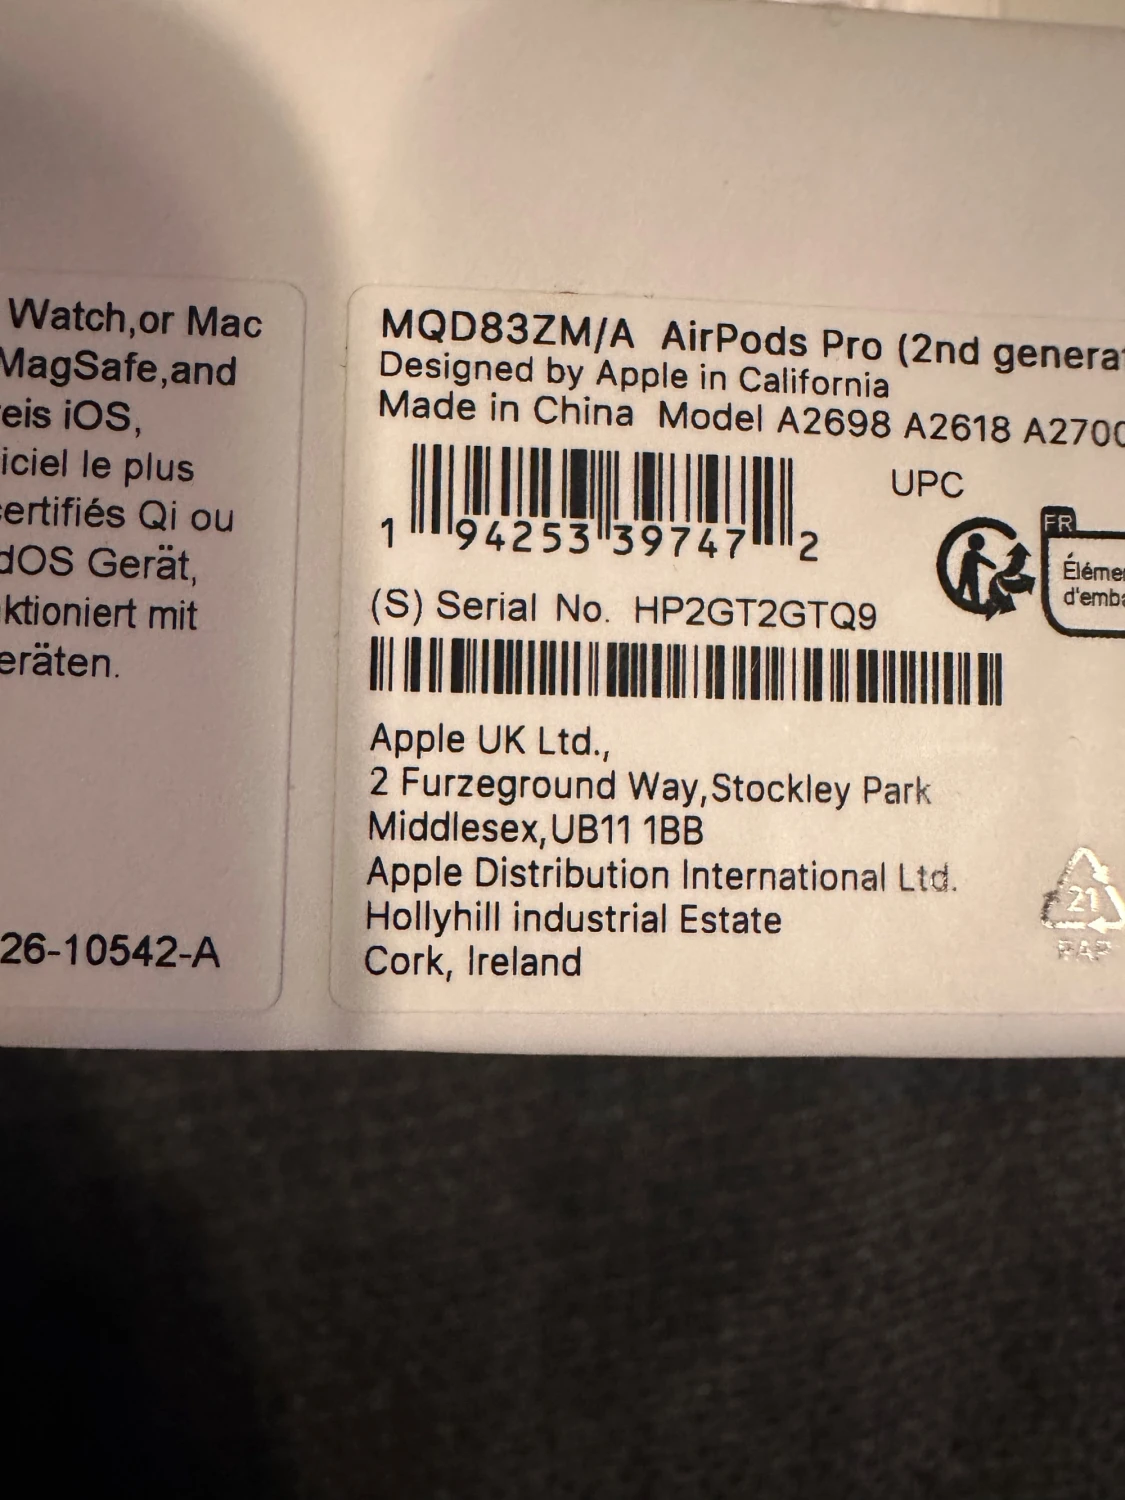 Watch,or Mac
MagSafe,and
eis iOS,
iciel le plus
certifiés Qi ou
dOS Gerät,
ktioniert mit
eräten.
26-10542-A
MQD83ZM/A AirPods Pro (2nd generat
Designed by Apple in California
Made in China Model A2698 A2618 A2700
UPC
1 94253 39747 2
(S) Serial No. HP2GT2GTQ9
FR
Éléme
d'emba
Apple UK Ltd.,
2 Furzeground Way,Stockley Park
Middlesex,UB11 1BB
Apple Distribution International Ltd.
Hollyhill industrial Estate
Cork, Ireland
21
PAP